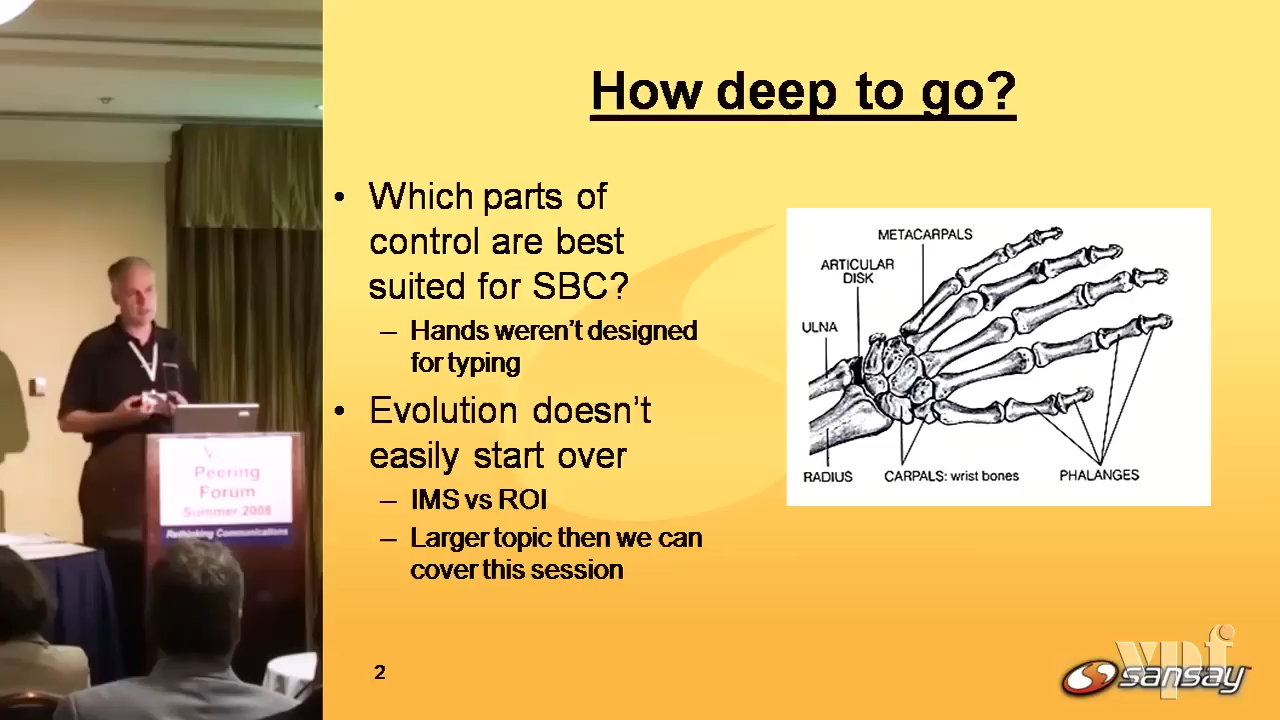 How deep to go?
• Which parts of
control are best
suited for SBC?
– Hands weren't designed
for typing
• Evolution doesn't
easily start over
– IMS vs ROI
– Larger topic then we can
cover this session
METACARPALS
ARTICULAR
DISK
ULNA
RADIUS
CARPALS: wrist bones
PHALANGES
Peering
Forum
Summer 2008
Rethinking Communications
2
vpf
sansay